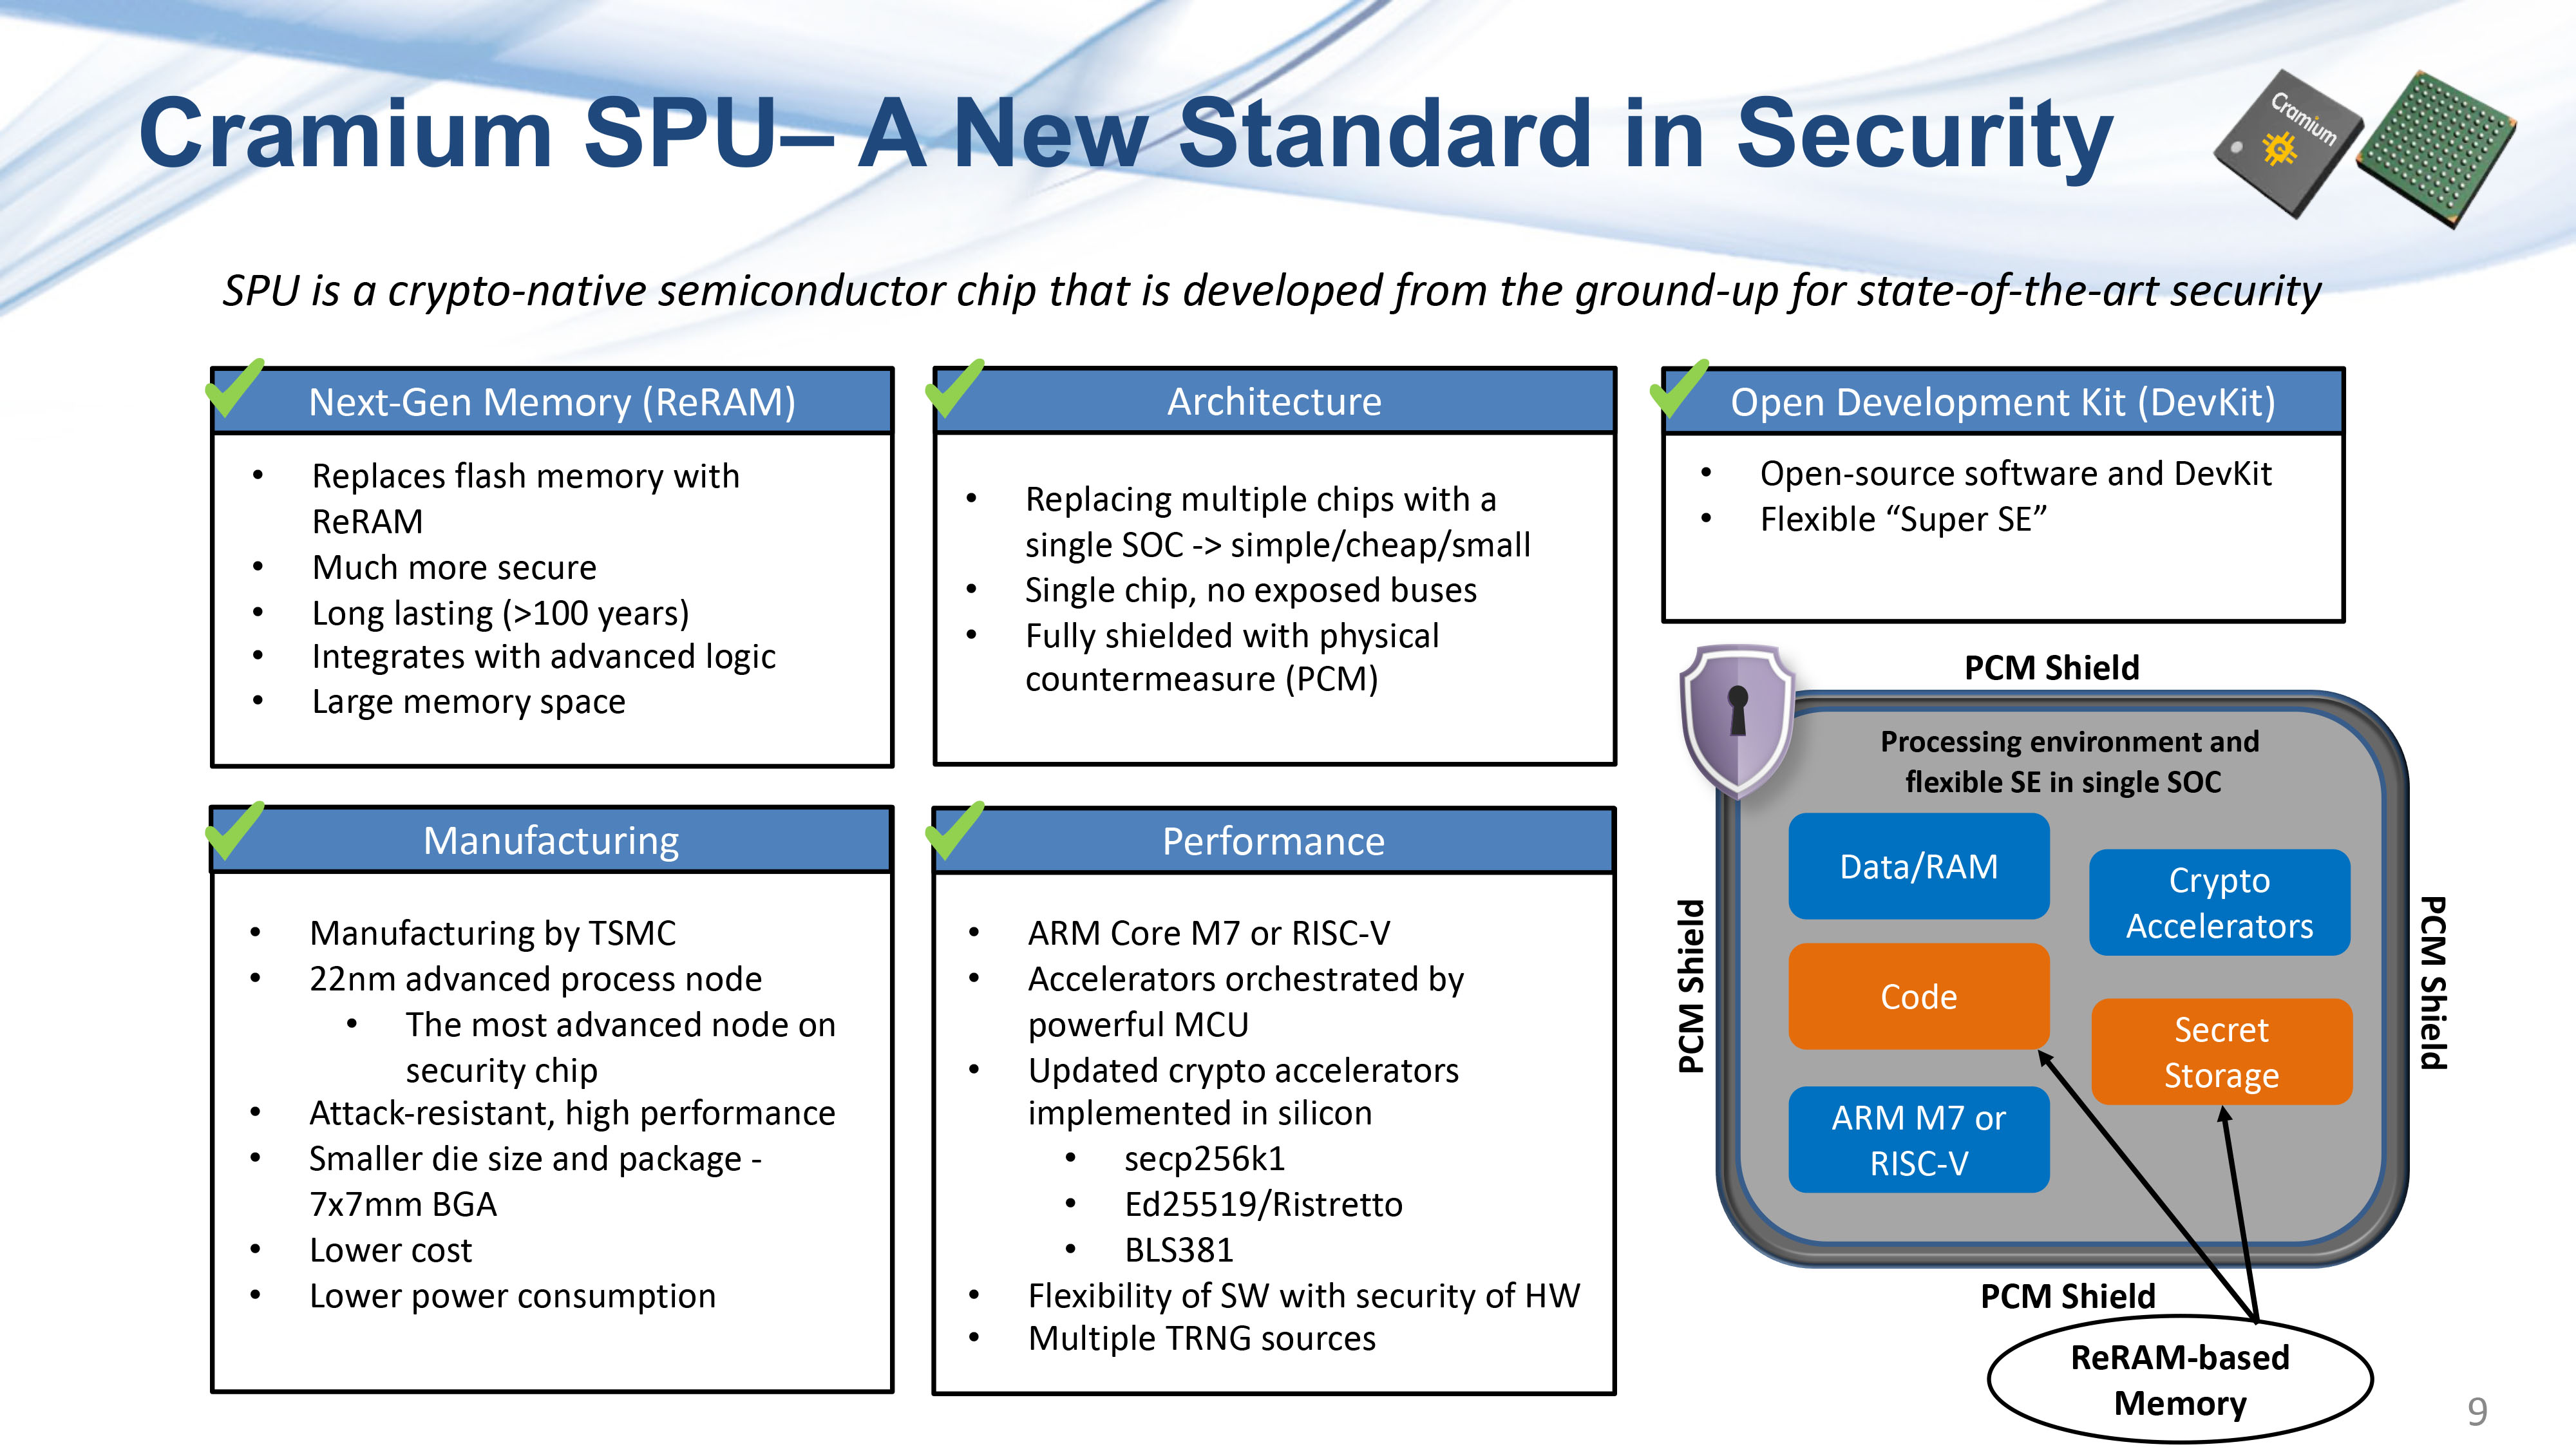 Cramium SPU– A New Standard in Security
Cramium
SPU is a crypto-native semiconductor chip that is developed from the ground-up for state-of-the-art security
Next-Gen Memory (ReRAM)
• Replaces flash memory with
ReRAM
• Much more secure
• Long lasting (>100 years)
• Integrates with advanced logic
• Large memory space
Architecture
• Replacing multiple chips with a
single SOC -> simple/cheap/small
• Single chip, no exposed buses
• Fully shielded with physical
countermeasure (PCM)
Open Development Kit (DevKit)
• Open-source software and DevKit
• Flexible “Super SE”
Manufacturing
• Manufacturing by TSMC
• 22nm advanced process node
• The most advanced node on
security chip
• Attack-resistant, high performance
• Smaller die size and package -
7x7mm BGA
• Lower cost
• Lower power consumption
Performance
• ARM Core M7 or RISC-V
• Accelerators orchestrated by
powerful MCU
• Updated crypto accelerators
implemented in silicon
• secp256k1
• Ed25519/Ristretto
• BLS381
• Flexibility of SW with security of HW
• Multiple TRNG sources
PCM Shield
Processing environment and
flexible SE in single SOC
Data/RAM
Crypto
Accelerators
Code
Secret
Storage
ARM M7 or
RISC-V
PCM Shield
PCM Shield
PCM Shield
ReRAM-based
Memory
9